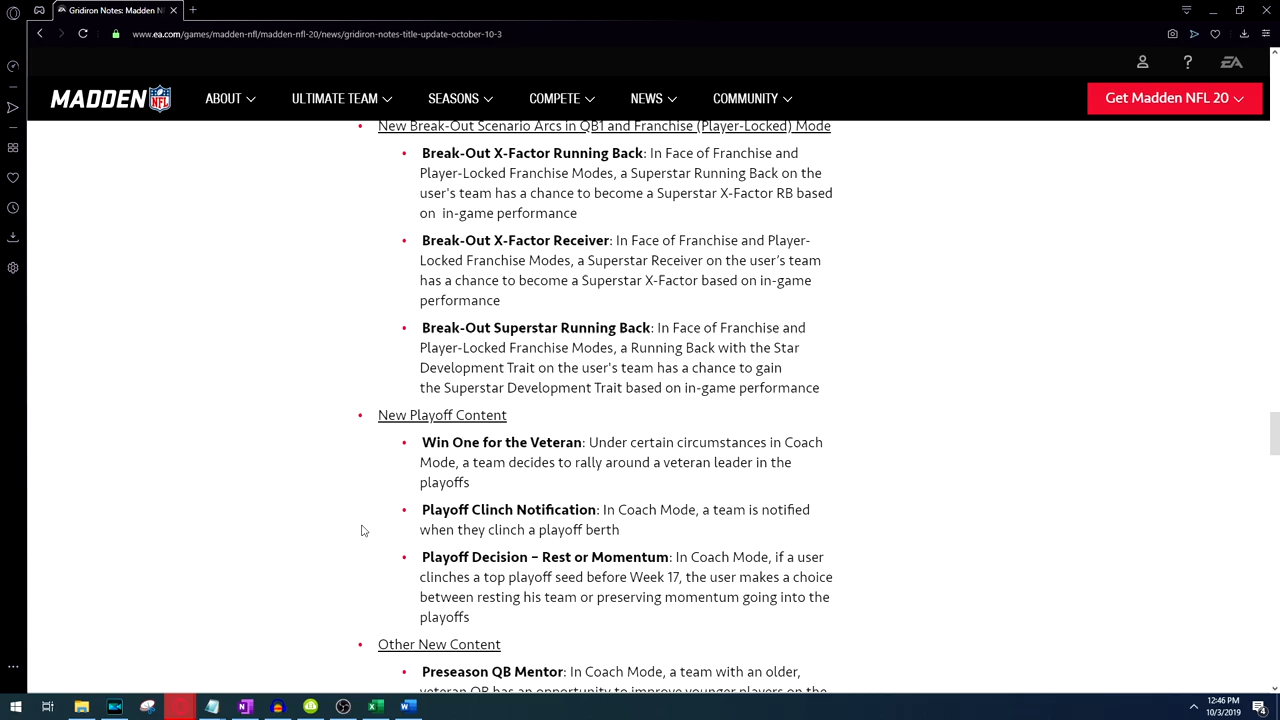 Gridiron Notes: Madden N
www.ea.com/games/madden-nfl/madden-nfl-20/news/gridiron-notes-title-update-october-10-3
EA
MADDEN NFL ABOUT ULTIMATE TEAM SEASONS COMPETE NEWS COMMUNITY Get Madden NFL 20
• New Break-Out Scenario Arcs in QB1 and Franchise (Player-Locked) Mode
• Break-Out X-Factor Running Back: In Face of Franchise and
Player-Locked Franchise Modes, a Superstar Running Back on the
user's team has a chance to become a Superstar X-Factor RB based
on in-game performance
• Break-Out X-Factor Receiver: In Face of Franchise and Player-
Locked Franchise Modes, a Superstar Receiver on the user's team
has a chance to become a Superstar X-Factor based on in-game
performance
• Break-Out Superstar Running Back: In Face of Franchise and
Player-Locked Franchise Modes, a Running Back with the Star
Development Trait on the user's team has a chance to gain
the Superstar Development Trait based on in-game performance
• New Playoff Content
• Win One for the Veteran: Under certain circumstances in Coach
Mode, a team decides to rally around a veteran leader in the
playoffs
• Playoff Clinch Notification: In Coach Mode, a team is notified
when they clinch a playoff berth
• Playoff Decision – Rest or Momentum: In Coach Mode, if a user
clinches a top playoff seed before Week 17, the user makes a choice
between resting his team or preserving momentum going into the
playoffs
• Other New Content
• Preseason QB Mentor: In Coach Mode, a team with an older,
veteran QB has an opportunity to improve younger players on the
12:46 PM
10/3/2019
4